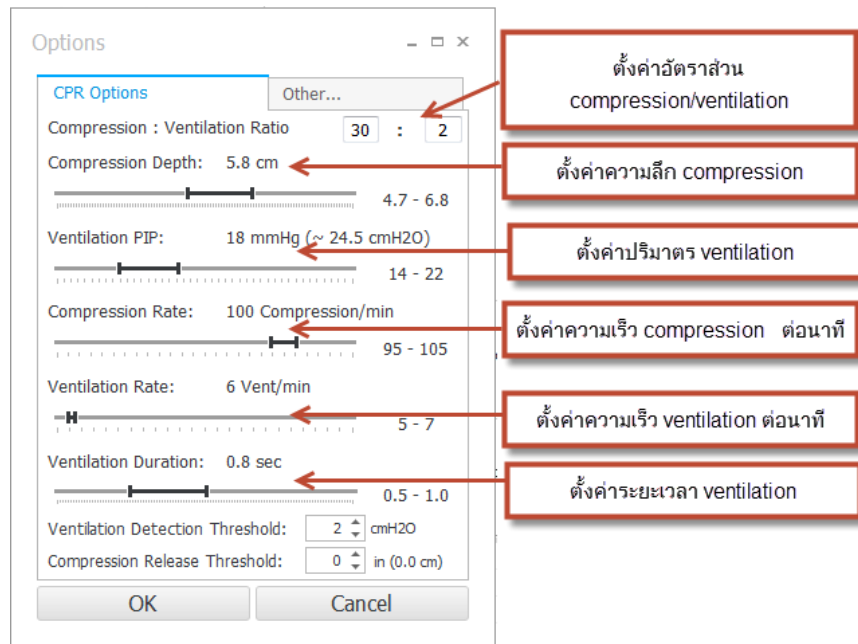 Options
CPR Options
Other...
Compression : Ventilation Ratio 30 : 2
Compression Depth: 5.8 cm
4.7 - 6.8
Ventilation PIP: 18 mmHg (~ 24.5 cmH2O)
14 - 22
Compression Rate: 100 Compression/min
95 - 105
Ventilation Rate: 6 Vent/min
5 - 7
Ventilation Duration: 0.8 sec
0.5 - 1.0
Ventilation Detection Threshold: 2 cmH2O
Compression Release Threshold: 0 in (0.0 cm)
OK
Cancel
ตั้งค่าอัตราส่วน
compression/ventilation
ตั้งค่าความลึก compression
ตั้งค่าปริมาตร ventilation
ตั้งค่าความเร็ว compression ต่อนาที
ตั้งค่าความเร็ว ventilation ต่อนาที
ตั้งค่าระยะเวลา ventilation